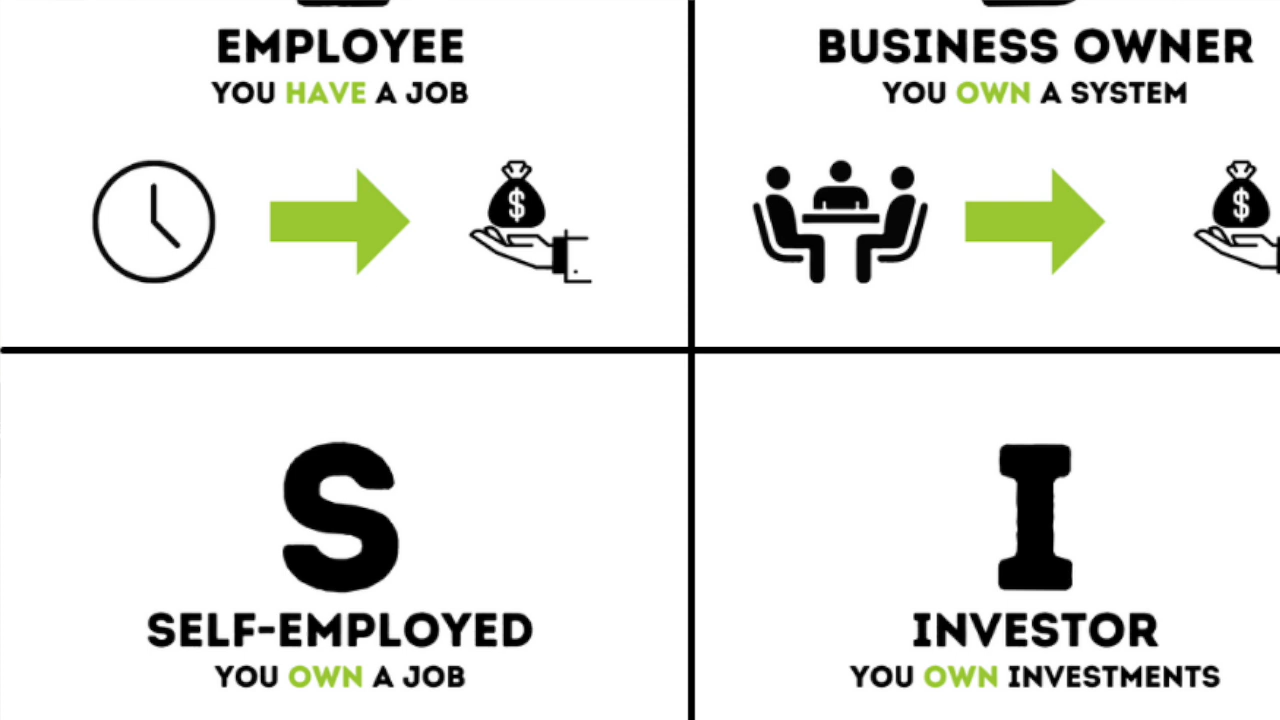 EMPLOYEE
YOU HAVE A JOB
$
BUSINESS OWNER
YOU OWN A SYSTEM
$
S
SELF-EMPLOYED
YOU OWN A JOB
I
INVESTOR
YOU OWN INVESTMENTS